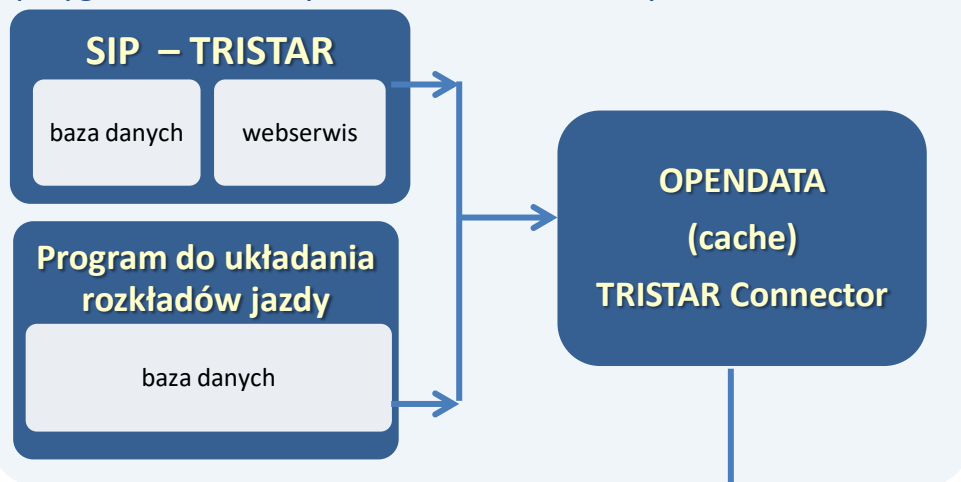 SIP – TRISTAR
baza danych
webserwis
Program do układania
rozkładów jazdy
baza danych
OPENDATA
(cache)
TRISTAR Connector